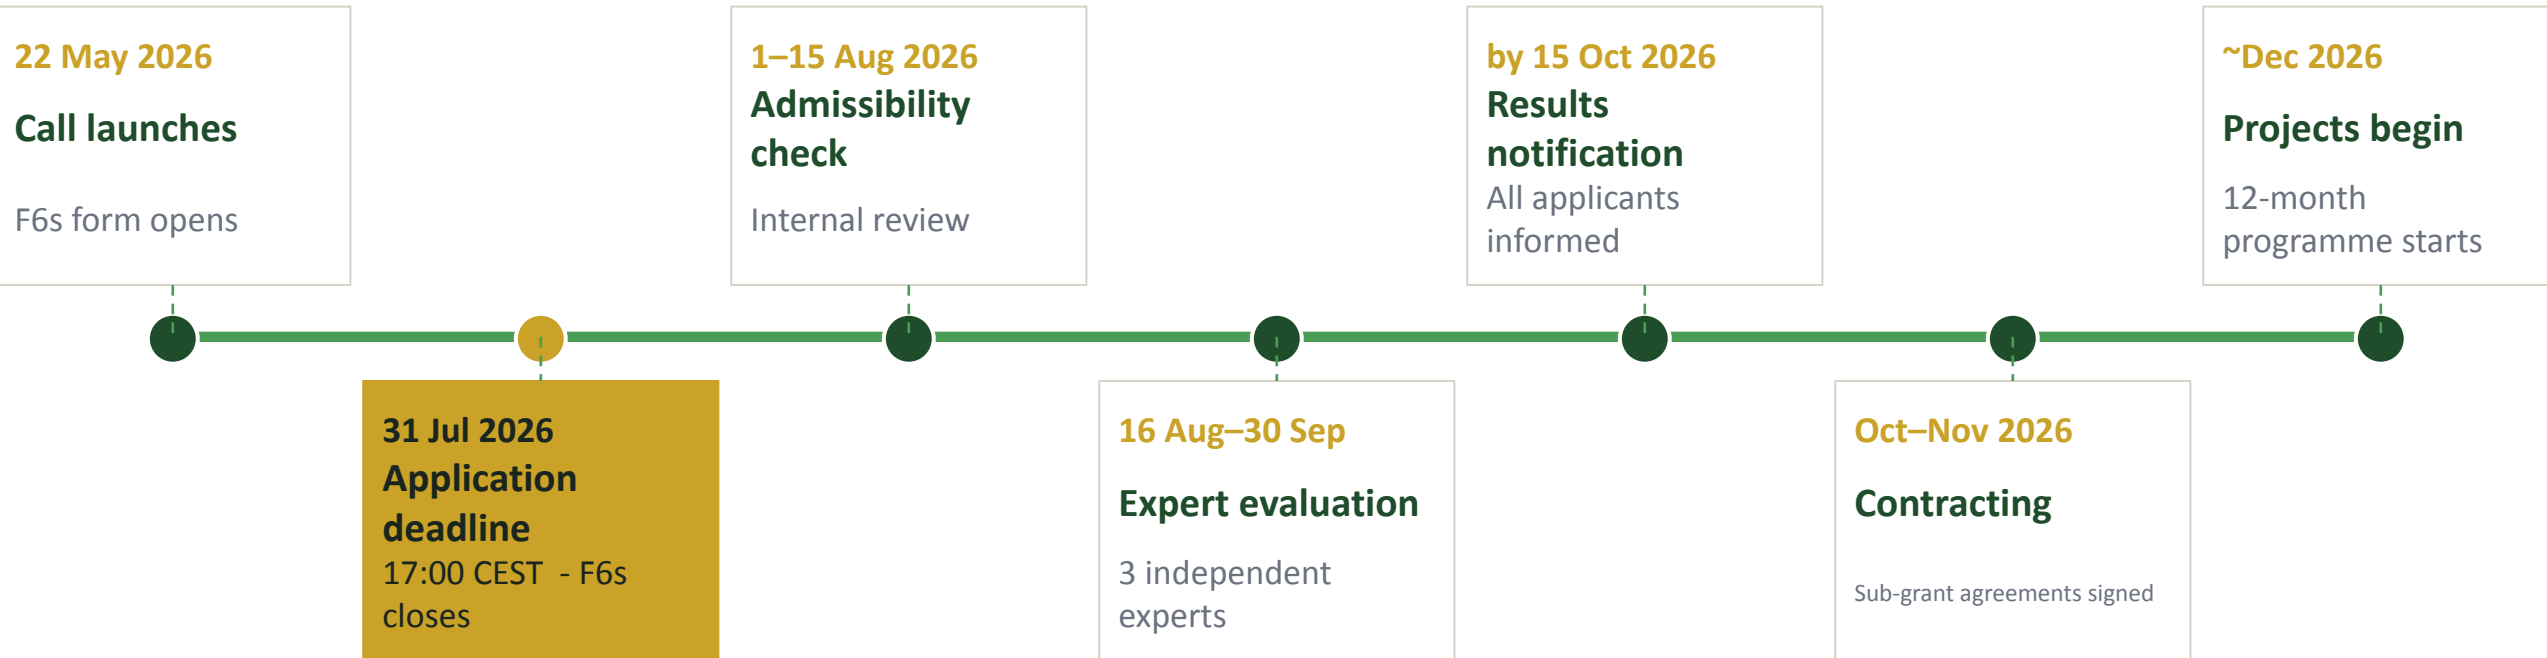 22 May 2026
Call launches
F6s form opens
31 Jul 2026
Application
deadline
17:00 CEST  - F6s
closes
1–15 Aug 2026
Admissibility
check
Internal review
16 Aug–30 Sep
Expert evaluation
3 independent
experts
by 15 Oct 2026
Results
notification
All applicants
informed
Oct–Nov 2026
Contracting
Sub-grant agreements signed
~Dec 2026
Projects begin
12-month
programme starts